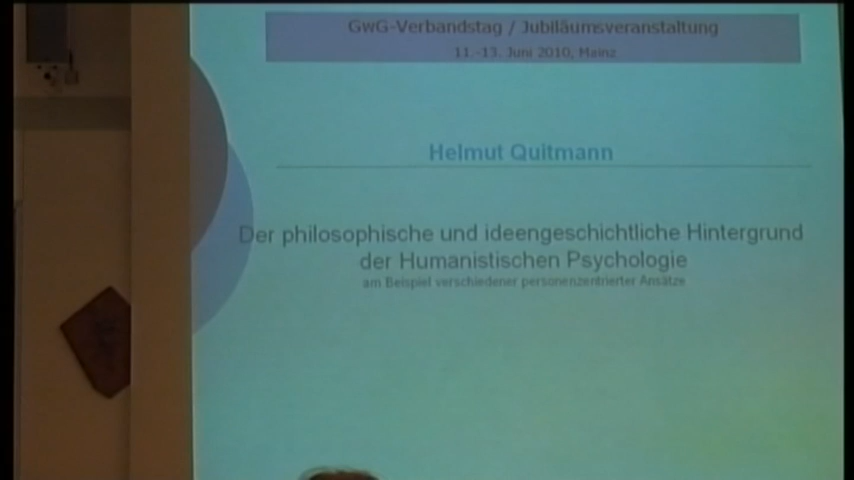 GwG-Verbandstag / Jubiläumsveranstaltung
11.-13. Juni 2010, Mainz
Helmut Quitmann
Der philosophische und ideengeschichtliche Hintergrund
der Humanistischen Psychologie
am Beispiel verschiedener personenzentrierter Ansätze